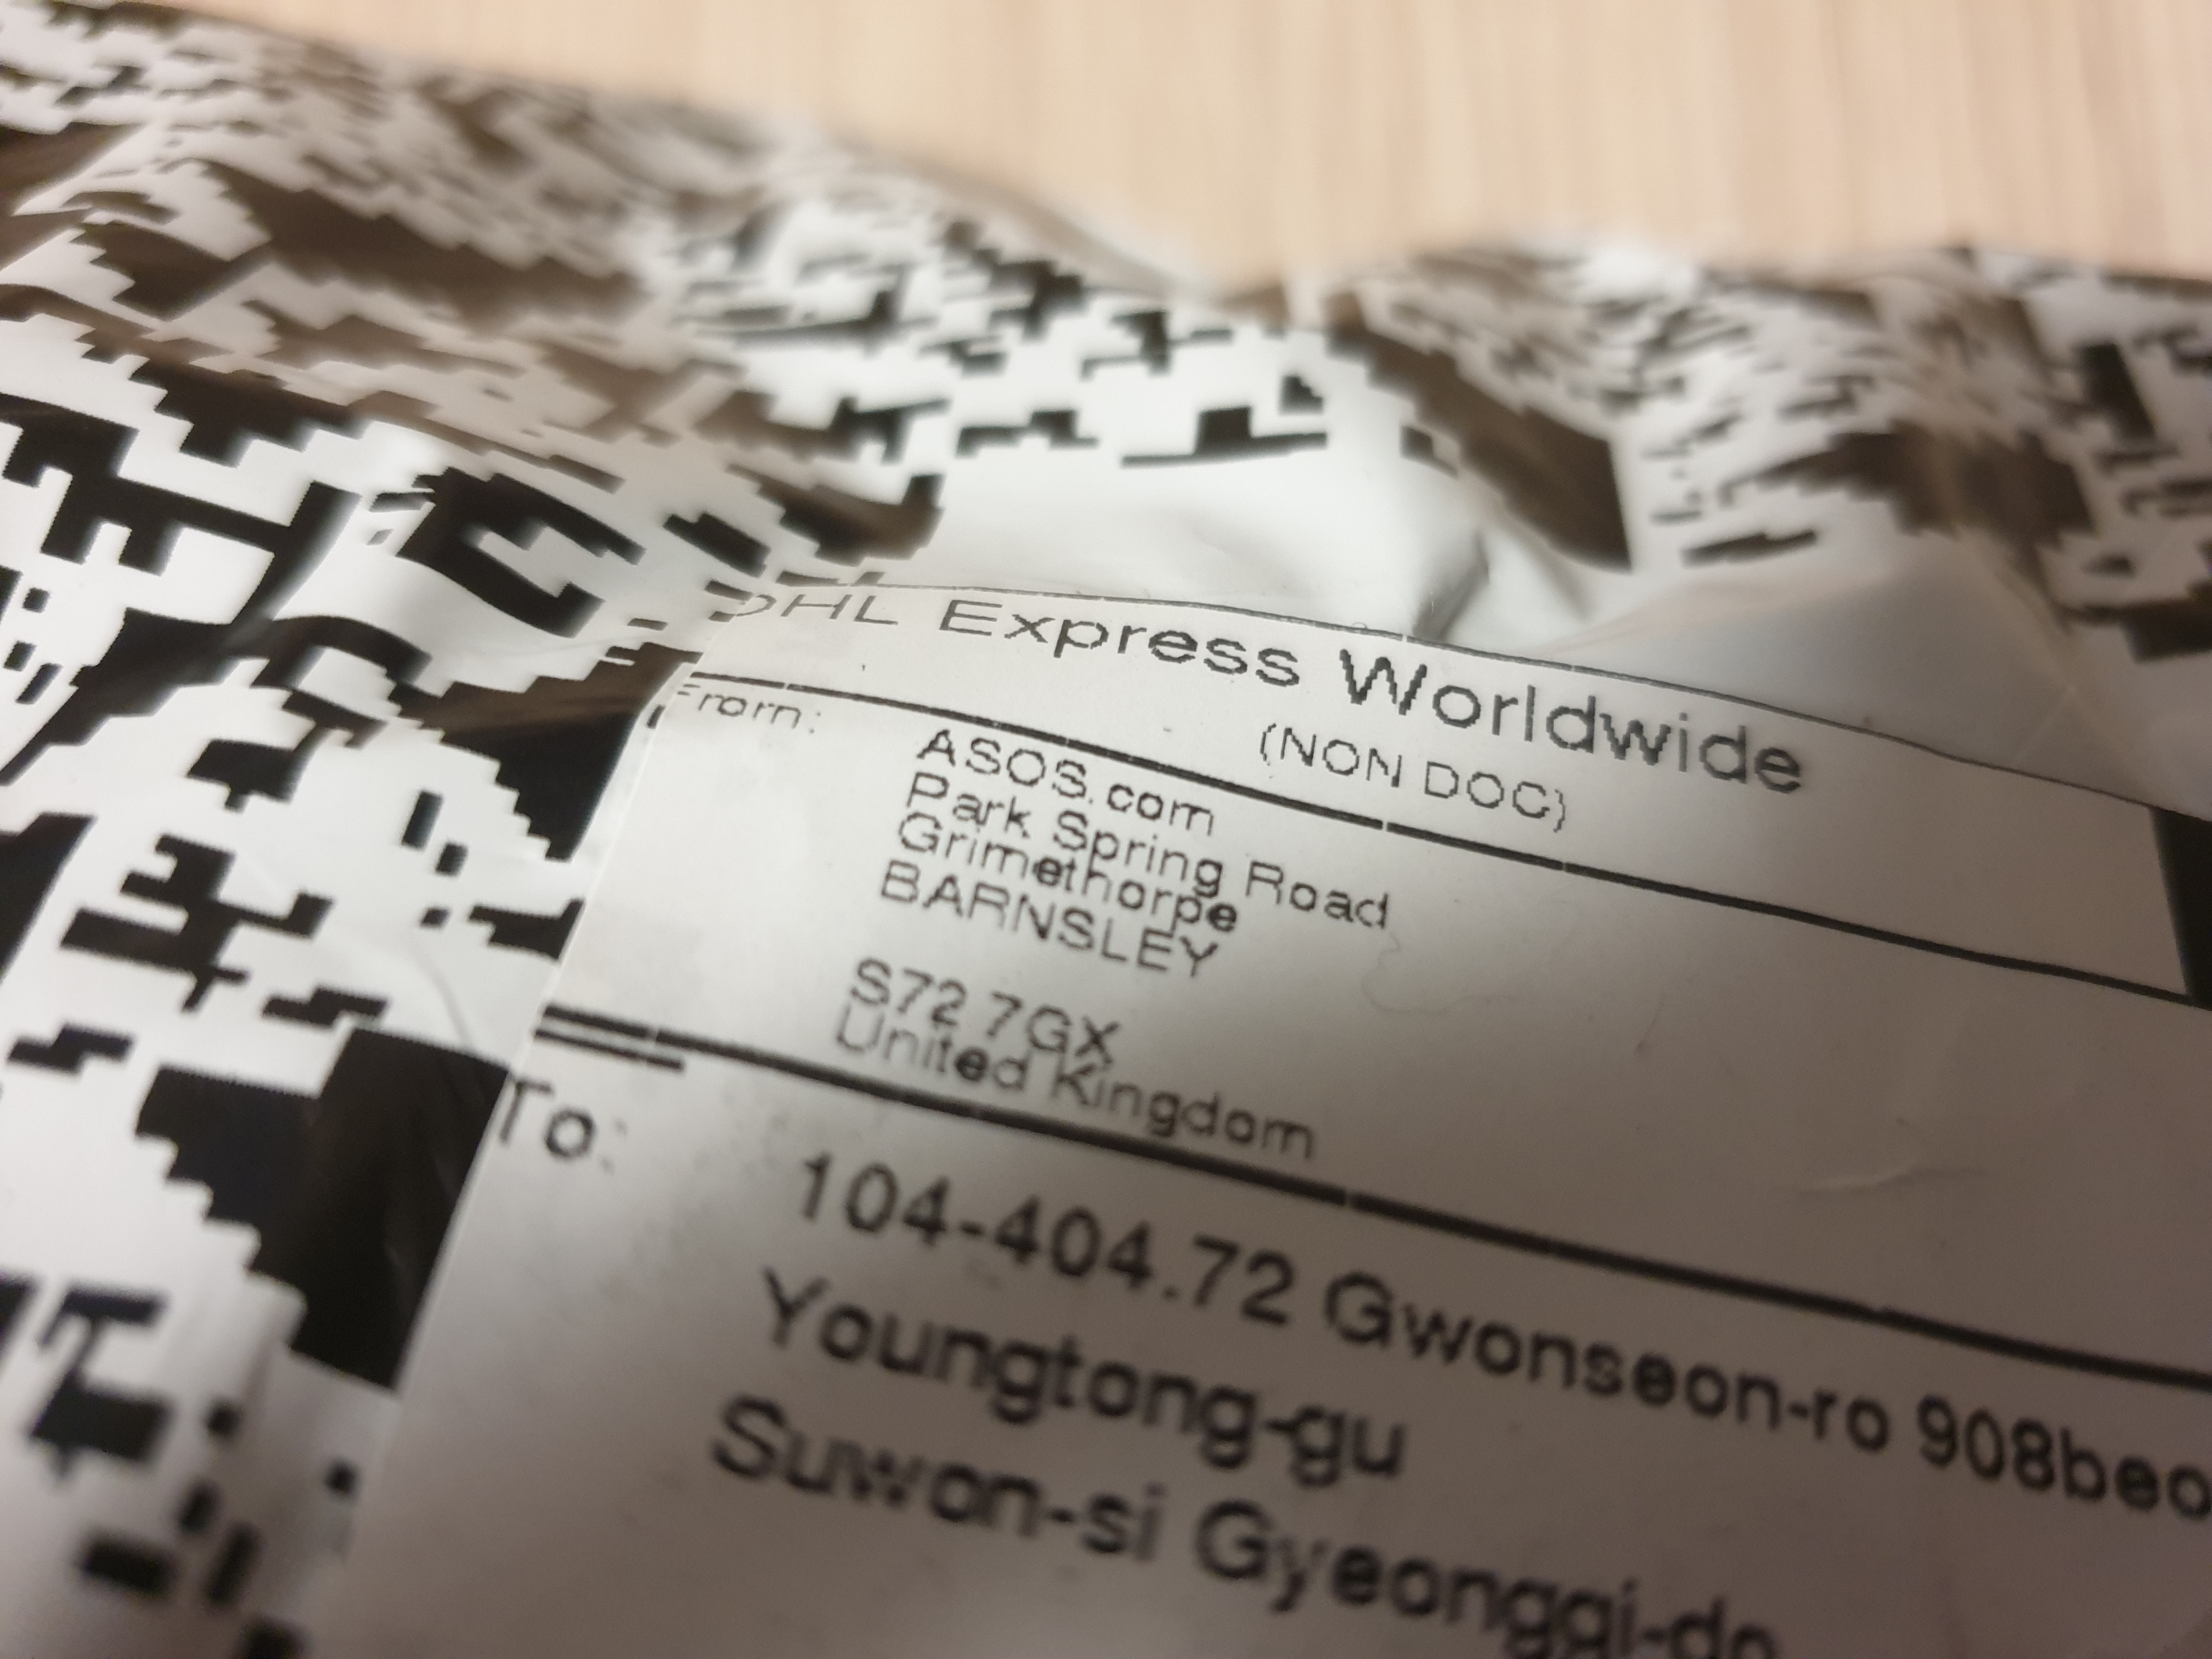 DHL Express Worldwide
(NON DOC)
From:
ASOS.com
Park Spring Road
Grimethorpe
BARNSLEY
S72 7GX
United Kingdom
To:
104-404.72 Gwonseon-ro 908beo
Youngtong-gu
Suwon-si Gyeonggi-do